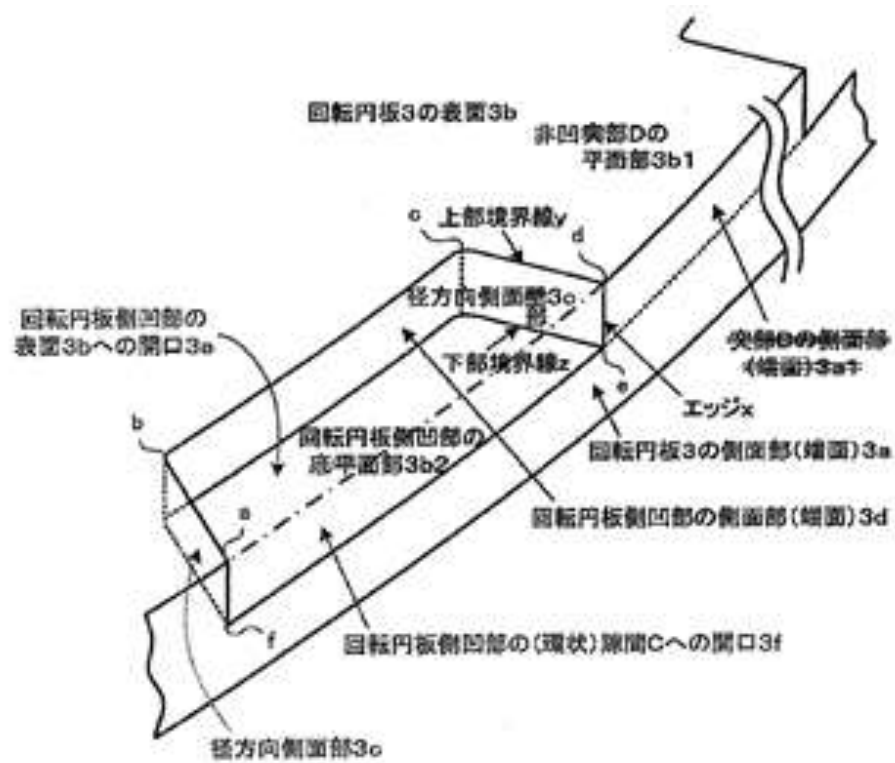 回転円板3の表面3b
非凹突部Dの
平面部3b1
c
上部境界線y
d
径方向側面壁3c
部
回転円板側凹部の
表面3bへの開口3e
下部境界線z
e
突部Dの側面部
(端面)3a1
エッジx
b
回転円板側凹部の
底平面部3b2
回転円板3の側面部(端面)3a
a
回転円板側凹部の側面部(端面)3d
f
回転円板側凹部の(環状)隙間Cへの開口3f
径方向側面部3c